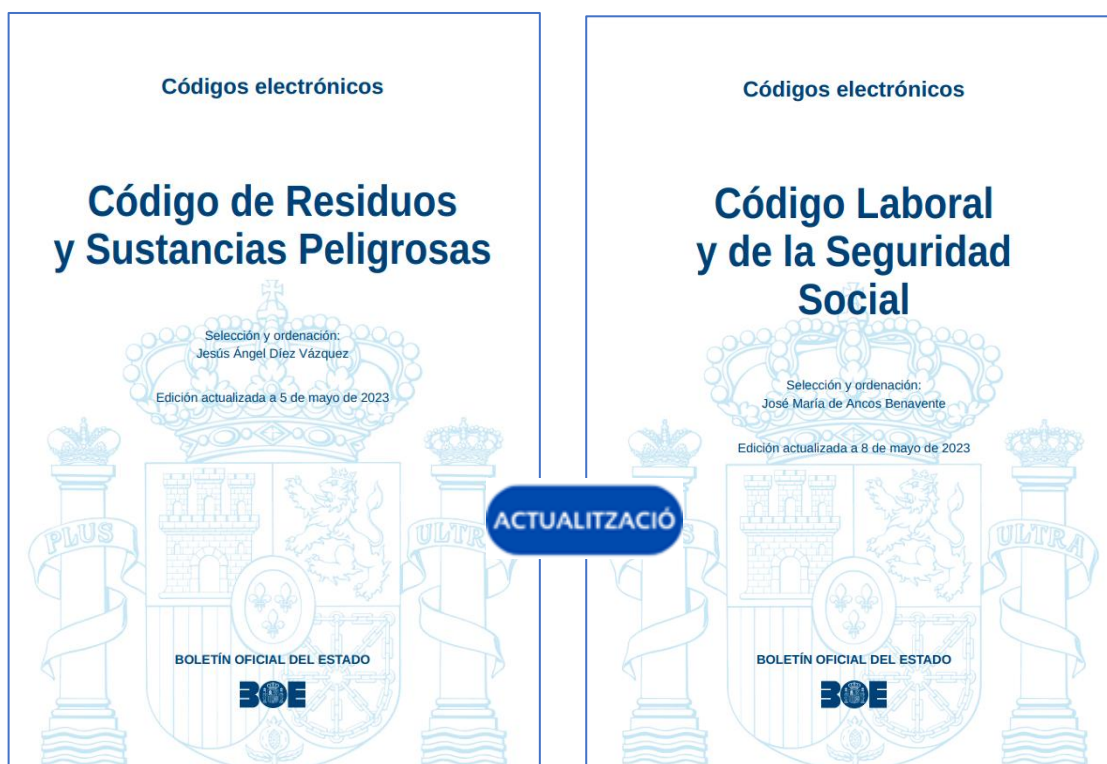 Códigos electrónicos
Código de Residuos
y Sustancias Peligrosas
Selección y ordenación:
Jesús Ángel Díez Vázquez
Edición actualizada a 5 de mayo de 2023
PLUS
ULTRA
BOLETÍN OFICIAL DEL ESTADO
BOE
ACTUALITZACIÓ
Códigos electrónicos
Código Laboral
y de la Seguridad
Social
Selección y ordenación:
José María de Ancos Benavente
Edición actualizada a 8 de mayo de 2023
ULTRA
BOLETÍN OFICIAL DEL ESTADO
BOE